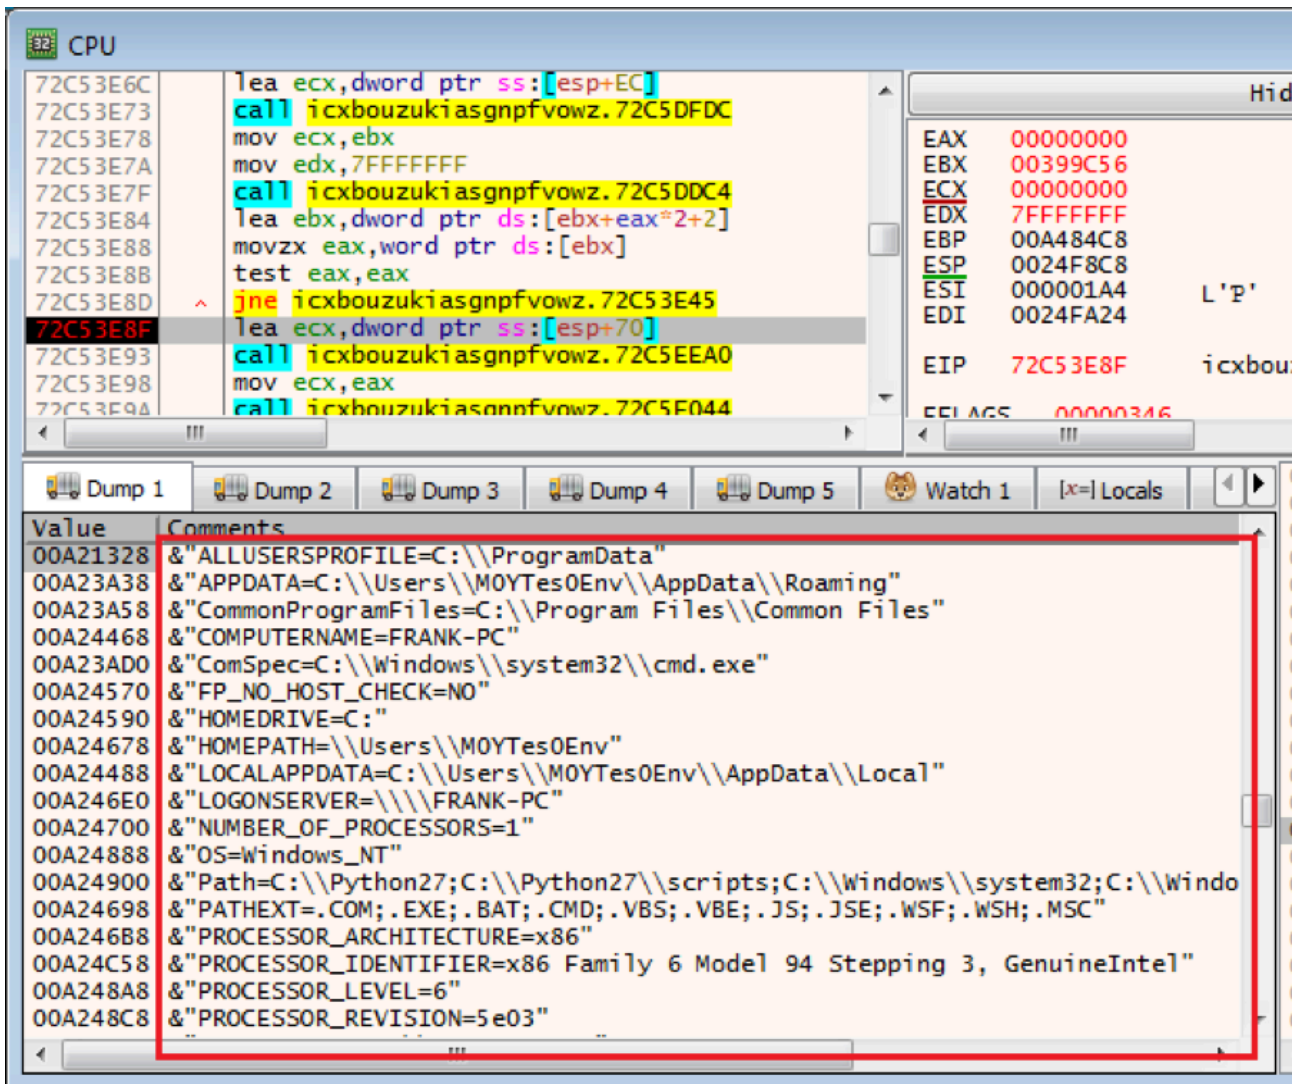 32 CPU
72C53E6C lea ecx,dword ptr ss:[esp+EC]
72C53E73 call icxbouzukiasgnpfvowz.72C5DFDC
72C53E78 mov ecx,ebx
72C53E7A mov edx,7FFFFFFF
72C53E7F call icxbouzukiasgnpfvowz.72C5DDC4
72C53E84 lea ebx,dword ptr ds:[ebx+eax*2+2]
72C53E88 movzx eax,word ptr ds:[ebx]
72C53E8B test eax,eax
72C53E8D ^ jne icxbouzukiasgnpfvowz.72C53E45
72C53E8F lea ecx,dword ptr ss:[esp+70]
72C53E93 call icxbouzukiasgnpfvowz.72C5EEA0
72C53E98 mov ecx,eax
72C53E9A call icxbouzukiasgnpfvowz.72C5F044
Hid
EAX 00000000
EBX 00399C56
ECX 00000000
EDX 7FFFFFFF
EBP 00A484C8
ESP 0024F8C8
ESI 000001A4 L'Ƥ'
EDI 0024FA24
EIP 72C53E8F icxbou
EFLAGS 00000346
Dump 1 Dump 2 Dump 3 Dump 4 Dump 5 Watch 1 [x=] Locals
Value Comments
00A21328 &"ALLUSERSPROFILE=C:\\ProgramData"
00A23A38 &"APPDATA=C:\\Users\\M0YTes0Env\\AppData\\Roaming"
00A23A58 &"CommonProgramFiles=C:\\Program Files\\Common Files"
00A24468 &"COMPUTERNAME=FRANK-PC"
00A23AD0 &"ComSpec=C:\\Windows\\system32\\cmd.exe"
00A24570 &"FP_NO_HOST_CHECK=NO"
00A24590 &"HOMEDRIVE=C:"
00A24678 &"HOMEPATH=\\Users\\M0YTes0Env"
00A24488 &"LOCALAPPDATA=C:\\Users\\M0YTes0Env\\AppData\\Local"
00A246E0 &"LOGONSERVER=\\\\FRANK-PC"
00A24700 &"NUMBER_OF_PROCESSORS=1"
00A24888 &"OS=Windows_NT"
00A24900 &"Path=C:\\Python27;C:\\Python27\\scripts;C:\\Windows\\system32;C:\\Windo
00A24698 &"PATHEXT=.COM;.EXE;.BAT;.CMD;.VBS;.VBE;.JS;.JSE;.WSF;.WSH;.MSC"
00A246B8 &"PROCESSOR_ARCHITECTURE=x86"
00A24C58 &"PROCESSOR_IDENTIFIER=x86 Family 6 Model 94 Stepping 3, GenuineIntel"
00A248A8 &"PROCESSOR_LEVEL=6"
00A248C8 &"PROCESSOR_REVISION=5e03"